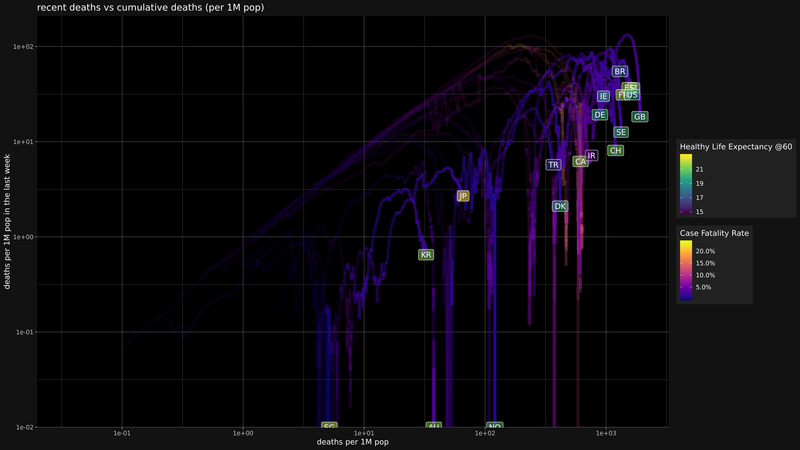 recent deaths vs cumulative deaths (per 1M pop)
deaths per 1M pop in the last week
1e+02
1e+01
1e+00
1e-01
1e-02
BR
IE
US
DE
GB
SE
CH
IR
CA
TR
JP
DK
KR
SG
AU
NO
1e-01
1e+00
1e+01
1e+02
1e+03
deaths per 1M pop
Healthy Life Expectancy @60
21
19
17
15
Case Fatality Rate
20.0%
15.0%
10.0%
5.0%